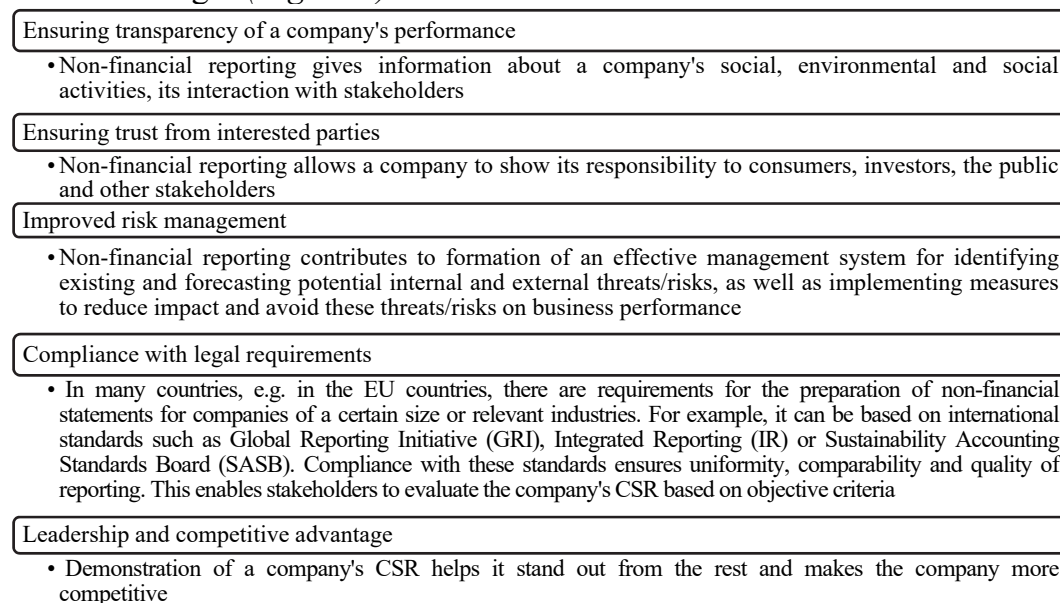 Ensuring transparency of a company's performance
• Non-financial reporting gives information about a company's social, environmental and social
activities, its interaction with stakeholders
Ensuring trust from interested parties
• Non-financial reporting allows a company to show its responsibility to consumers, investors, the public
and other stakeholders
Improved risk management
• Non-financial reporting contributes to formation of an effective management system for identifying
existing and forecasting potential internal and external threats/risks, as well as implementing measures
to reduce impact and avoid these threats/risks on business performance
Compliance with legal requirements
• In many countries, e.g. in the EU countries, there are requirements for the preparation of non-financial
statements for companies of a certain size or relevant industries. For example, it can be based on international
standards such as Global Reporting Initiative (GRI), Integrated Reporting (IR) or Sustainability Accounting
Standards Board (SASB). Compliance with these standards ensures uniformity, comparability and quality of
reporting. This enables stakeholders to evaluate the company's CSR based on objective criteria
Leadership and competitive advantage
• Demonstration of a company's CSR helps it stand out from the rest and makes the company more
competitive